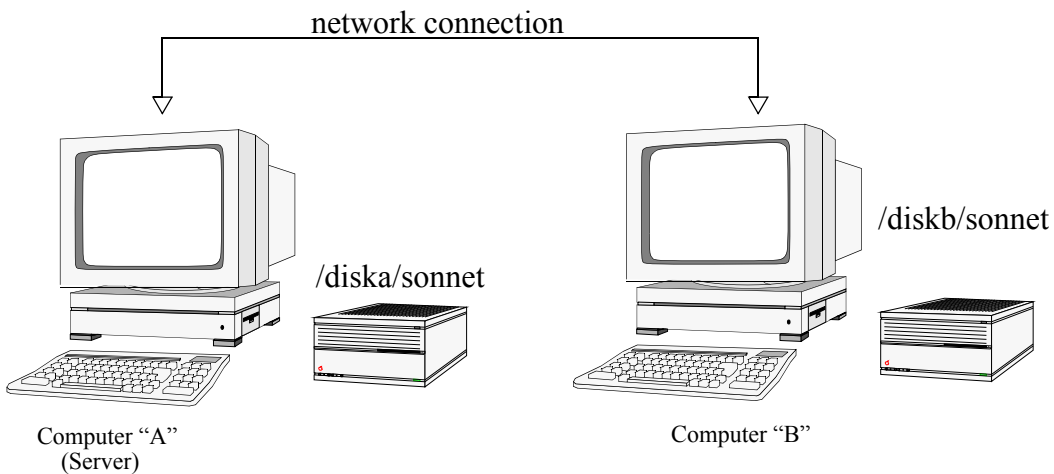 network connection
/diskb/sonnet
/diska/sonnet
Computer “A”
(Server)
Computer “B”